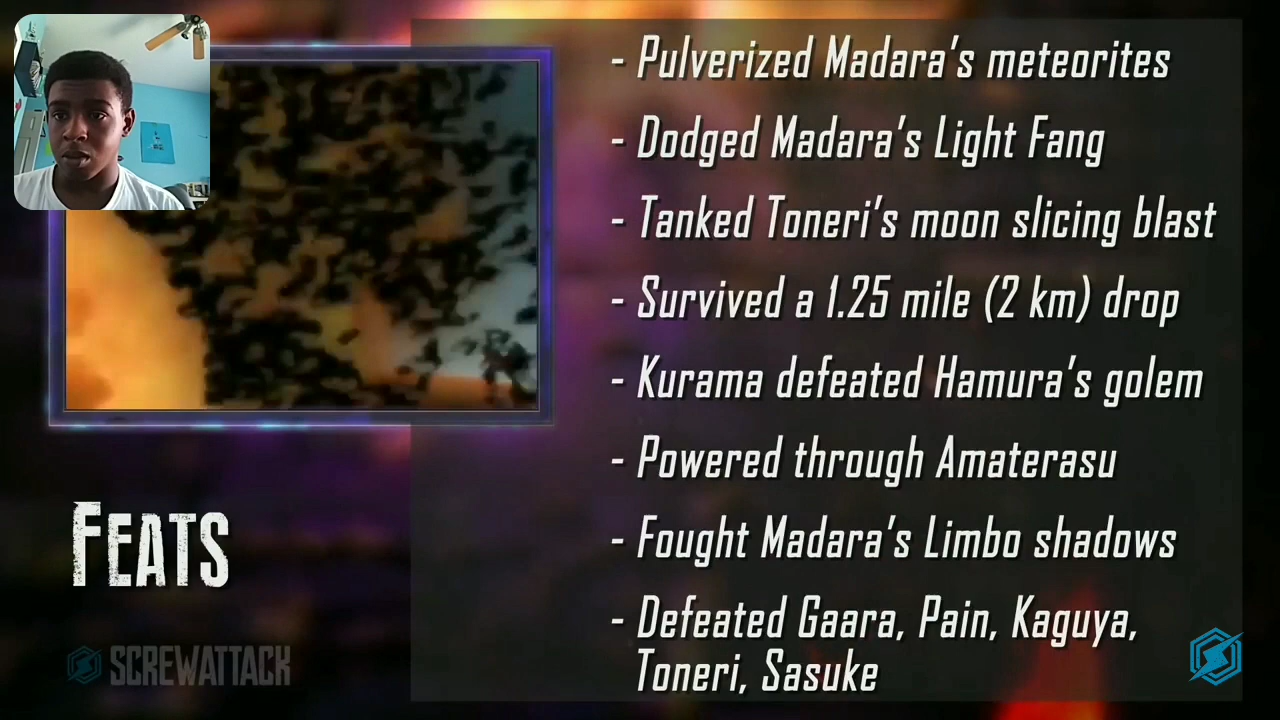 - Pulverized Madara's meteorites
- Dodged Madara's Light Fang
- Tanked Toneri's moon slicing blast
- Survived a 1.25 mile (2 km) drop
- Kurama defeated Hamura's golem
- Powered through Amaterasu
- Fought Madara's Limbo shadows
- Defeated Gaara, Pain, Kaguya,
Toneri, Sasuke
FEATS
SCREWATTACK